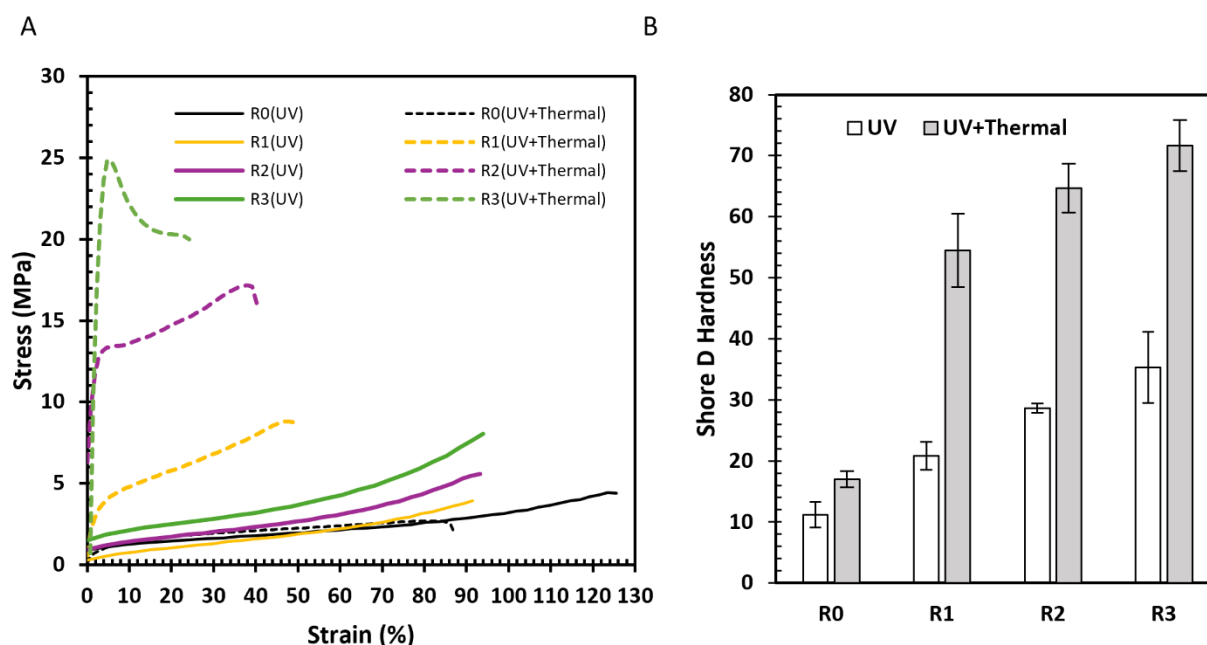 A
30
25
20
15
10
5
0
Stress (MPa)
R0(UV)
R0(UV+Thermal)
R1(UV)
R1(UV+Thermal)
R2(UV)
R2(UV+Thermal)
R3(UV)
R3(UV+Thermal)
0 10 20 30 40 50 60 70 80 90 100 110 120 130
Strain (%)
B
80
70
60
50
40
30
20
10
0
Shore D Hardness
UV UV+Thermal
R0 R1 R2 R3